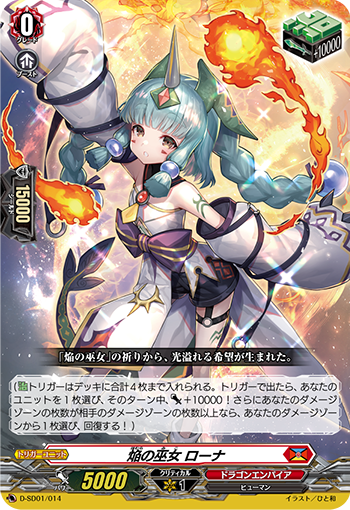 0
グレード
ブースト
治
+10000
15000
シールド
「焔の巫女」の祈りから、光溢れる希望が生まれた。
(治トリガーはデッキに合計4枚まで入れられる。トリガーで出たら、あなたの
ユニットを1枚選び、そのターン中、+10000!さらにあなたのダメージ
ゾーンの枚数が相手のダメージゾーンの枚数以上なら、あなたのダメージ
ゾーンから1枚選び、回復する!)
トリガーユニット
焔の巫女 ローナ
パワー
5000
クリティカル
1
ドラゴンエンパイア
ヒューマン
D-SD01/014
イラスト/ひと和